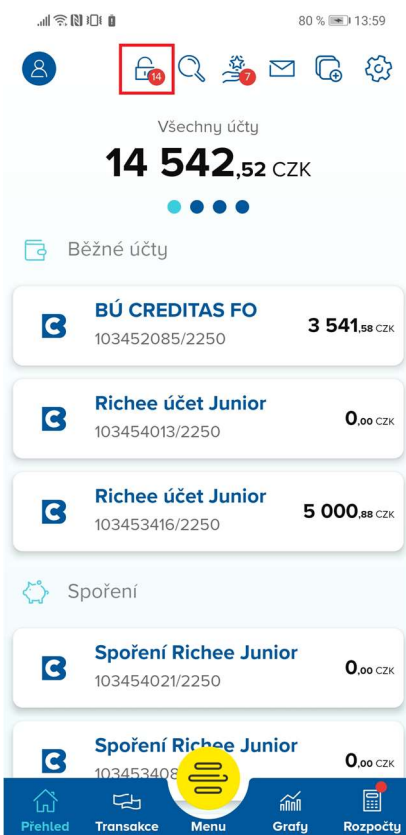 80 % 13:59
14
7
Všechny účty
14 542,52 CZK
Běžné účty
BÚ CREDITAS FO
103452085/2250
3 541,58 CZK
Richee účet Junior
103454013/2250
0,00 CZK
Richee účet Junior
103453416/2250
5 000,88 CZK
Spoření
Spoření Richee Junior
103454021/2250
0,00 CZK
Spoření Richee Junior
103453408
0,00 CZK
Přehled Transakce Menu Grafy Rozpočty